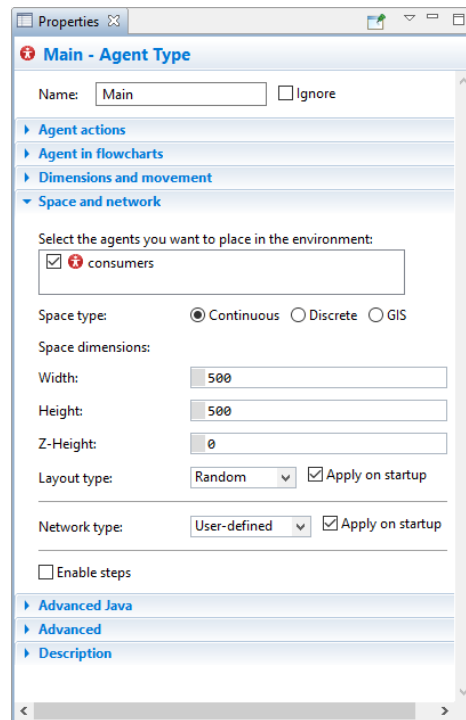 Properties
Main - Agent Type
Name: Main Ignore
Agent actions
Agent in flowcharts
Dimensions and movement
Space and network
Select the agents you want to place in the environment:
consumers
Space type: Continuous Discrete GIS
Space dimensions:
Width: 500
Height: 500
Z-Height: 0
Layout type: Random Apply on startup
Network type: User-defined Apply on startup
Enable steps
Advanced Java
Advanced
Description